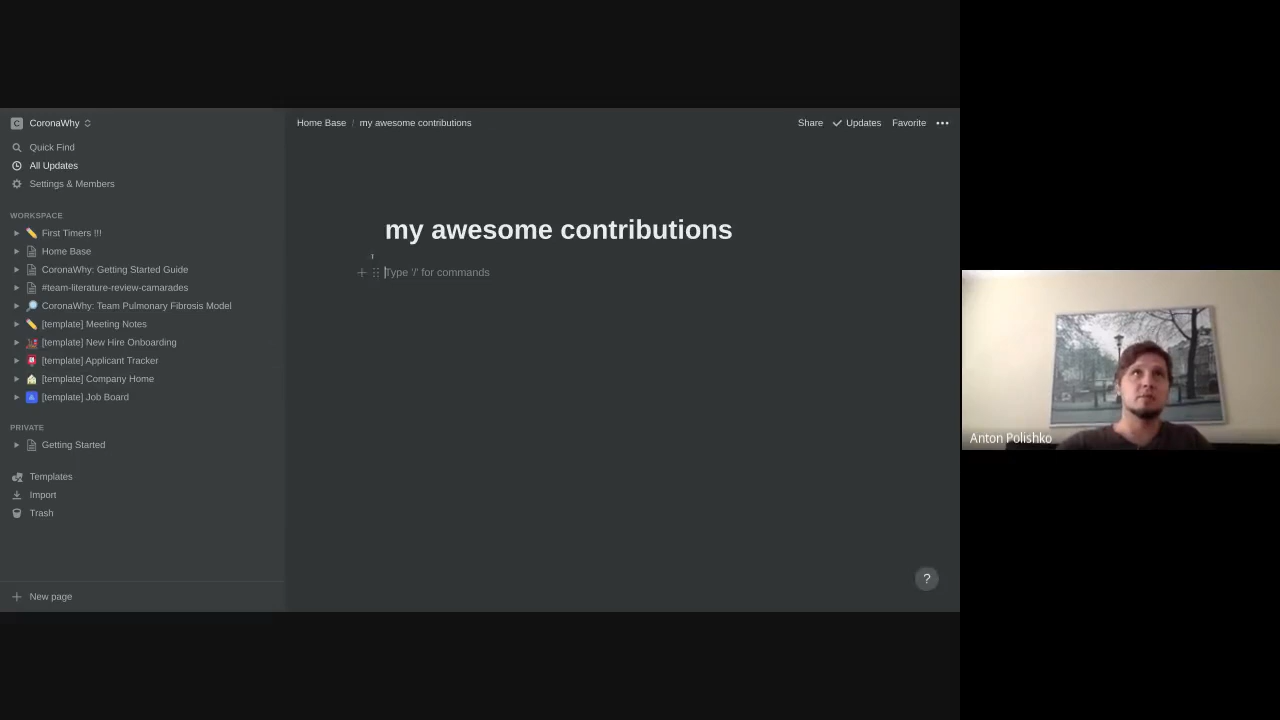 C CoronaWhy
Quick Find
All Updates
Settings & Members
WORKSPACE
First Timers !!!
Home Base
CoronaWhy: Getting Started Guide
#team-literature-review-camarades
CoronaWhy: Team Pulmonary Fibrosis Model
[template] Meeting Notes
[template] New Hire Onboarding
[template] Applicant Tracker
[template] Company Home
[template] Job Board
PRIVATE
Getting Started
Templates
Import
Trash
New page
Home Base / my awesome contributions
Share Updates Favorite •••
my awesome contributions
Type '/' for commands
?
Anton Polishko